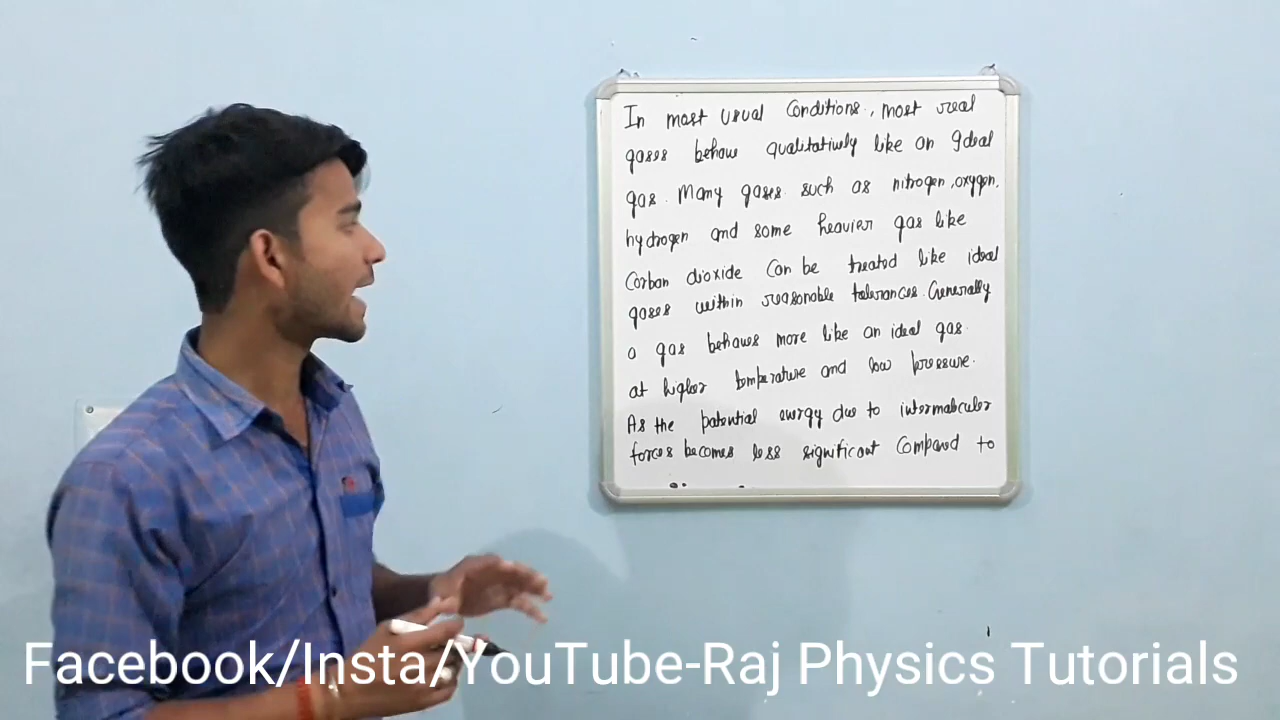 In most usual Conditions, most real
gases behave qualitatively like an Ideal
gas. Many gases such as nitrogen, oxygen,
hydrogen and some heavier gas like
Carbon dioxide Can be treated like ideal
gases within reasonable tolerances. Generally
a gas behaves more like an ideal gas.
at higher temperature and low pressure.
As the potential energy due to intermolecular
forces becomes less significant Compared to
Facebook/Insta/YouTube-Raj Physics Tutorials